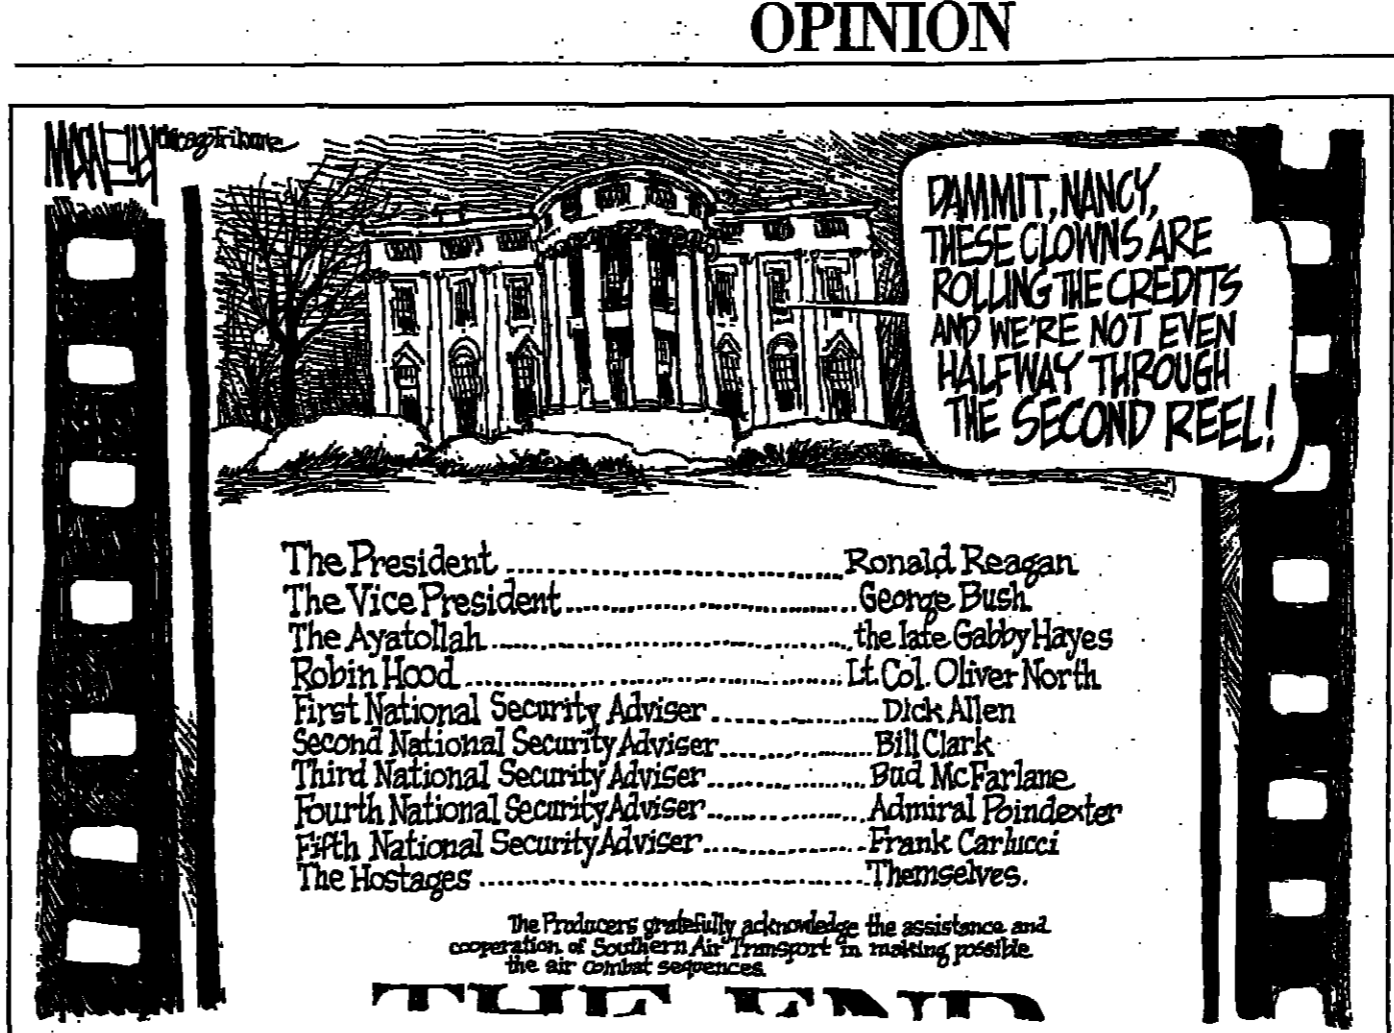 OPINION
MACNELLY Chicago Tribune
DAMMIT, NANCY,
THESE CLOWNS ARE
ROLLING THE CREDITS
AND WE'RE NOT EVEN
HALFWAY THROUGH
THE SECOND REEL!
The President .............................. Ronald Reagan
The Vice President .............................. George Bush
The Ayatollah .............................. the late Gabby Hayes
Robin Hood .............................. Lt. Col. Oliver North
First National Security Adviser .................. Dick Allen
Second National Security Adviser .................. Bill Clark
Third National Security Adviser .................. Bud McFarlane
Fourth National Security Adviser .................. Admiral Poindexter
Fifth National Security Adviser .................. Frank Carlucci
The Hostages .............................. Themselves.
The Producers gratefully acknowledge the assistance and
cooperation of Southern Air Transport in making possible
the air combat sequences.
THE END